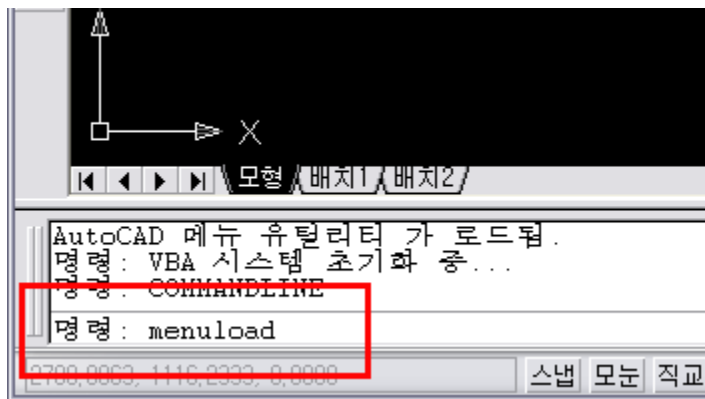 X
모형 배치1 배치2
AutoCAD 메뉴 유틸리티 가 로드됨.
명령: VBA 시스템 초기화 중...
명령: COMMANDLINE
명령: menuload
스냅 모눈 직교